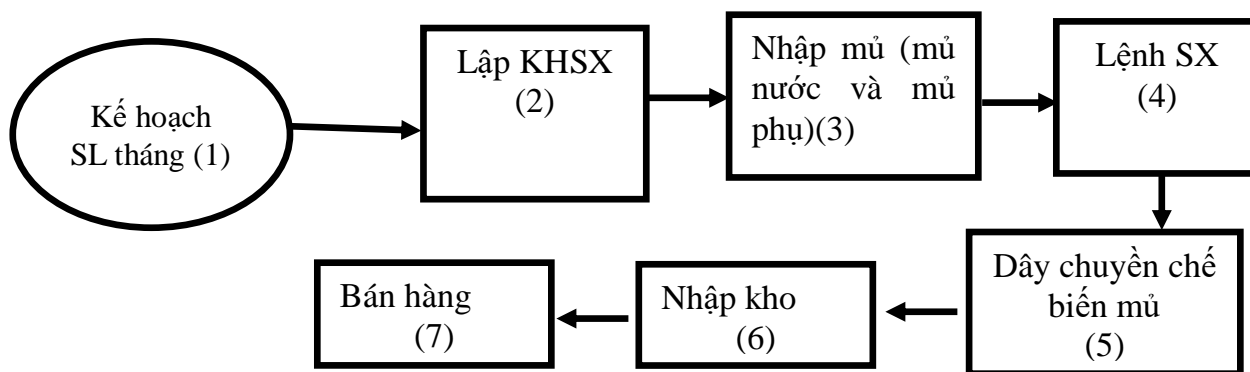 Kế hoạch
SL tháng (1)
Lập KHSX
(2)
Nhập mủ (mủ
nước và mủ
phụ)(3)
Lệnh SX
(4)
Dây chuyền chế
biến mủ
(5)
Nhập kho
(6)
Bán hàng
(7)